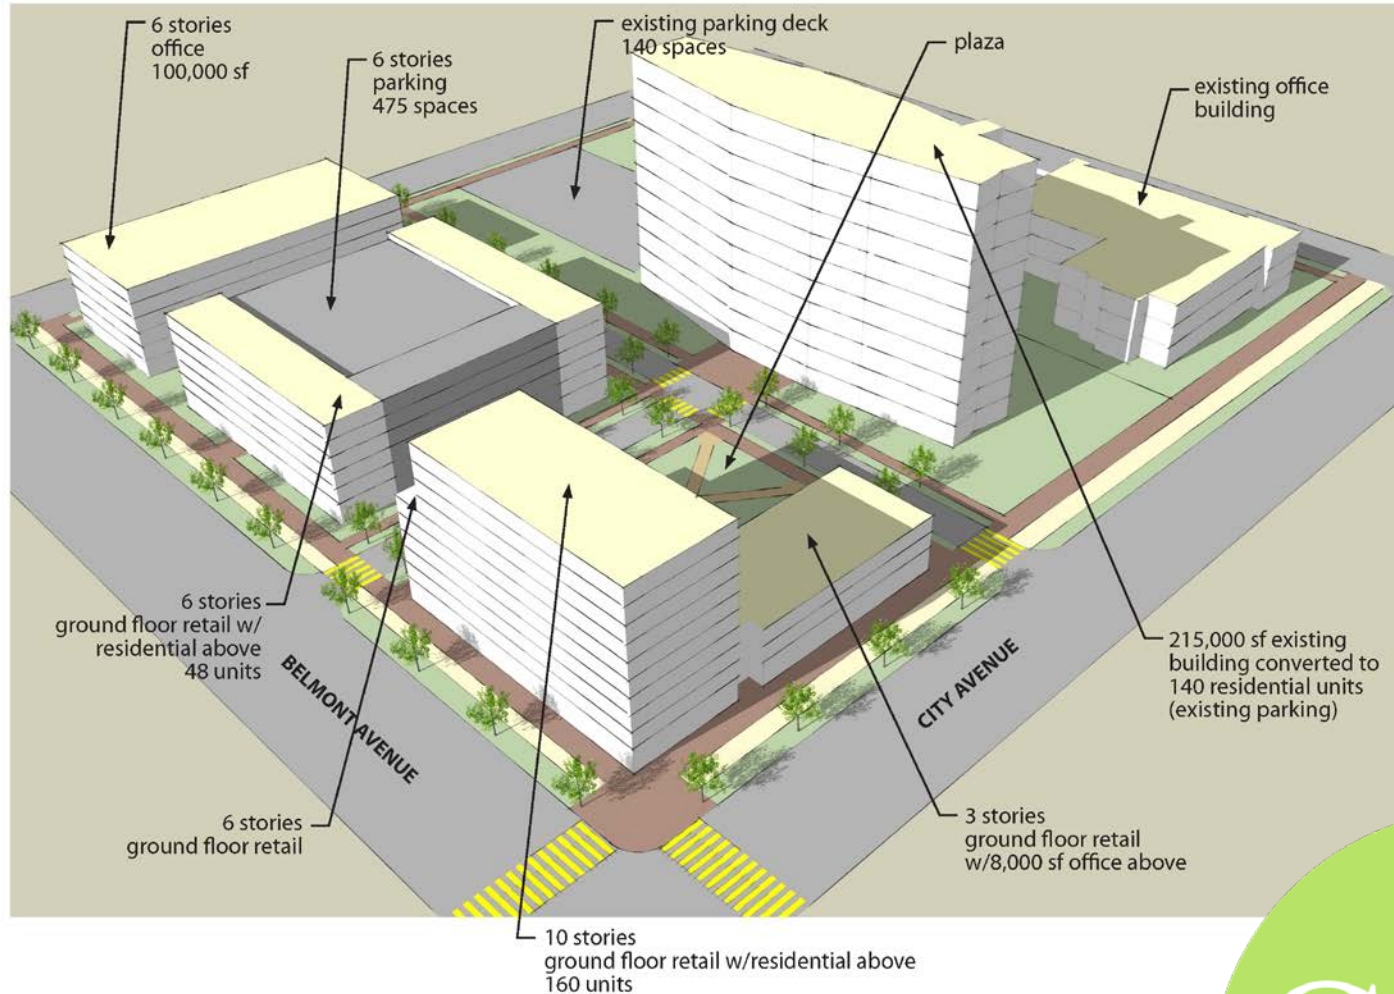 6 stories
office
100,000 sf
6 stories
parking
475 spaces
existing parking deck
140 spaces
plaza
existing office
building
6 stories
ground floor retail w/
residential above
48 units
BELMONT AVENUE
CITY AVENUE
215,000 sf existing
building converted to
140 residential units
(existing parking)
6 stories
ground floor retail
3 stories
ground floor retail
w/8,000 sf office above
10 stories
ground floor retail w/residential above
160 units